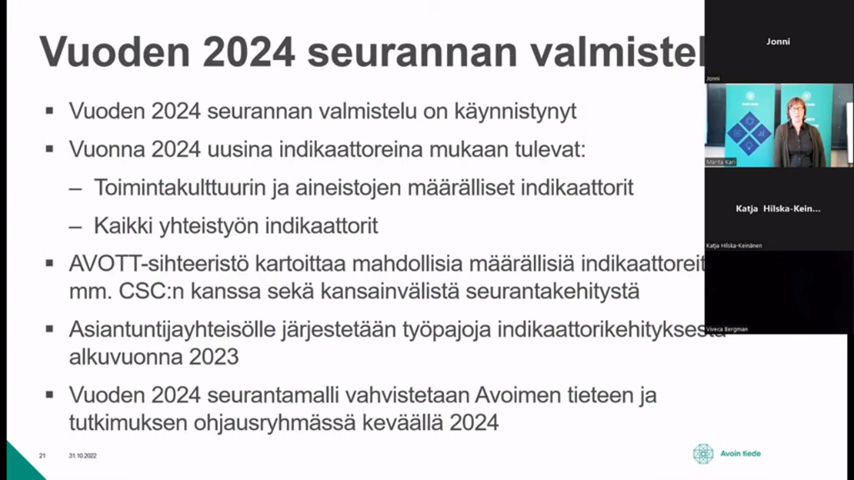 Vuoden 2024 seurannan valmistel
▪ Vuoden 2024 seurannan valmistelu on käynnistynyt
▪ Vuonna 2024 uusina indikaattoreina mukaan tulevat:
– Toimintakulttuurin ja aineistojen määrälliset indikaattorit
– Kaikki yhteistyön indikaattorit
▪ AVOTT-sihteeristö kartoittaa mahdollisia määrällisiä indikaattoreit
mm. CSC:n kanssa sekä kansainvälistä seurantakehitystä
▪ Asiantuntijayhteisölle järjestetään työpajoja indikaattorikehityksestä
alkuvuonna 2023
▪ Vuoden 2024 seurantamalli vahvistetaan Avoimen tieteen ja
tutkimuksen ohjausryhmässä keväällä 2024
21
31.10.2022
Avoin tiede
Jonni
Jonni
Marita Kari
Katja Hilska-Kein...
Katja Hilska-Keinänen
Viveca Bergman